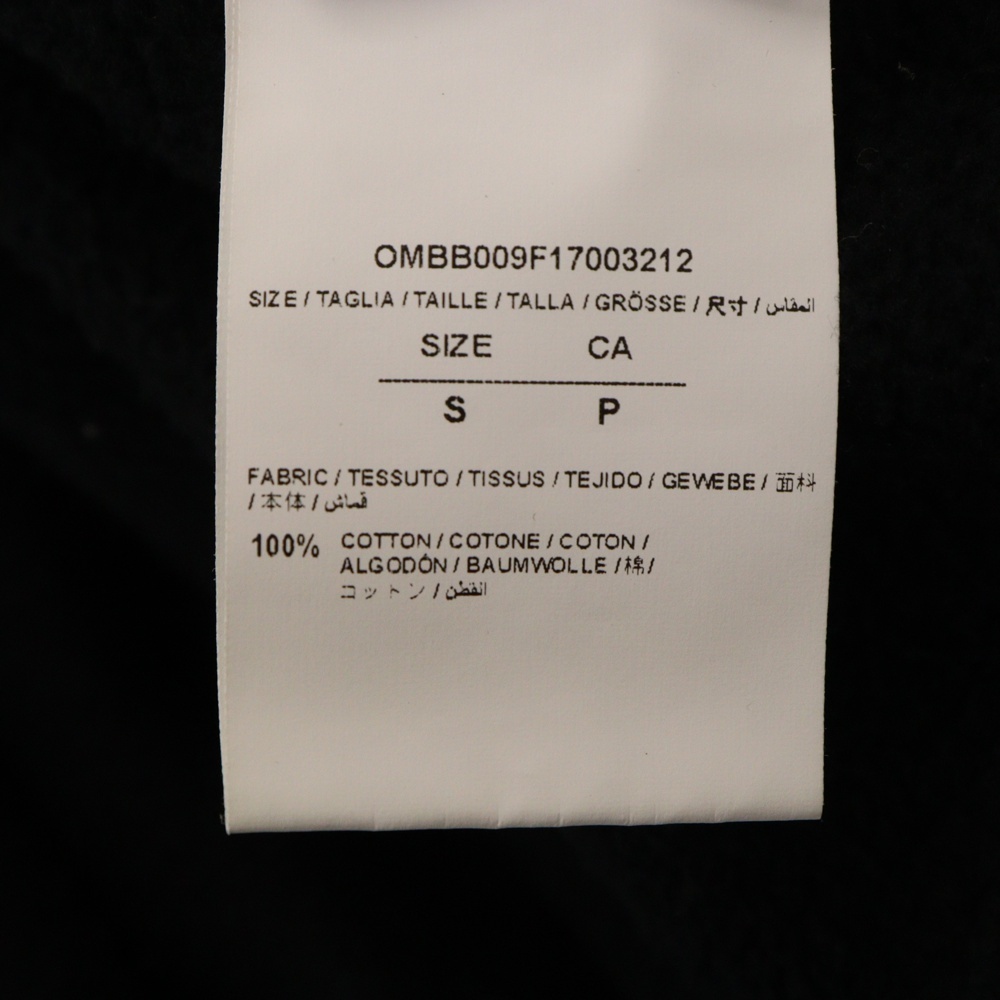 OMBB009F17003212
SIZE / TAGLIA / TAILLE / TALLA / GRÖSSE / 尺寸 / المقاس
SIZE CA
S P
FABRIC / TESSUTO / TISSUS / TEJIDO / GEWEBE / 面料
/ 本体 / قماش
100% COTTON / COTONE / COTON /
ALGODÓN / BAUMWOLLE / 棉 /
コットン / القطن